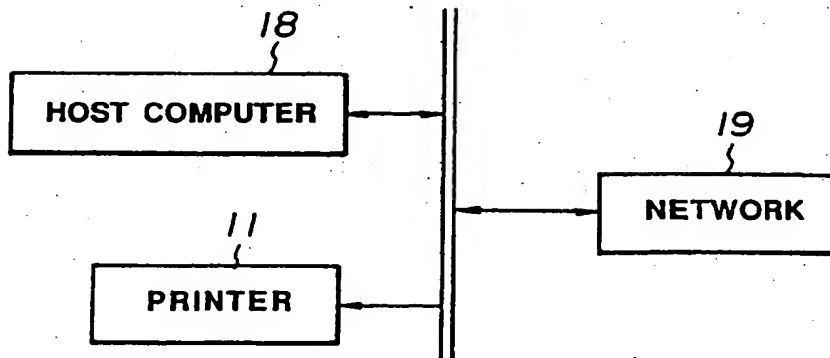 18
HOST COMPUTER
19
NETWORK
11
PRINTER